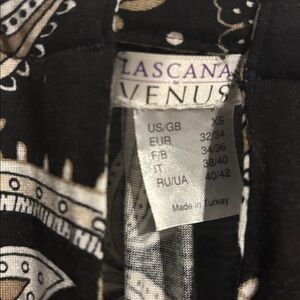 LASCANA
VENUS
US/GB XS
EUR 32/34
F/B 34/36
IT 38/40
RU/UA 40/42
Made in Turkey